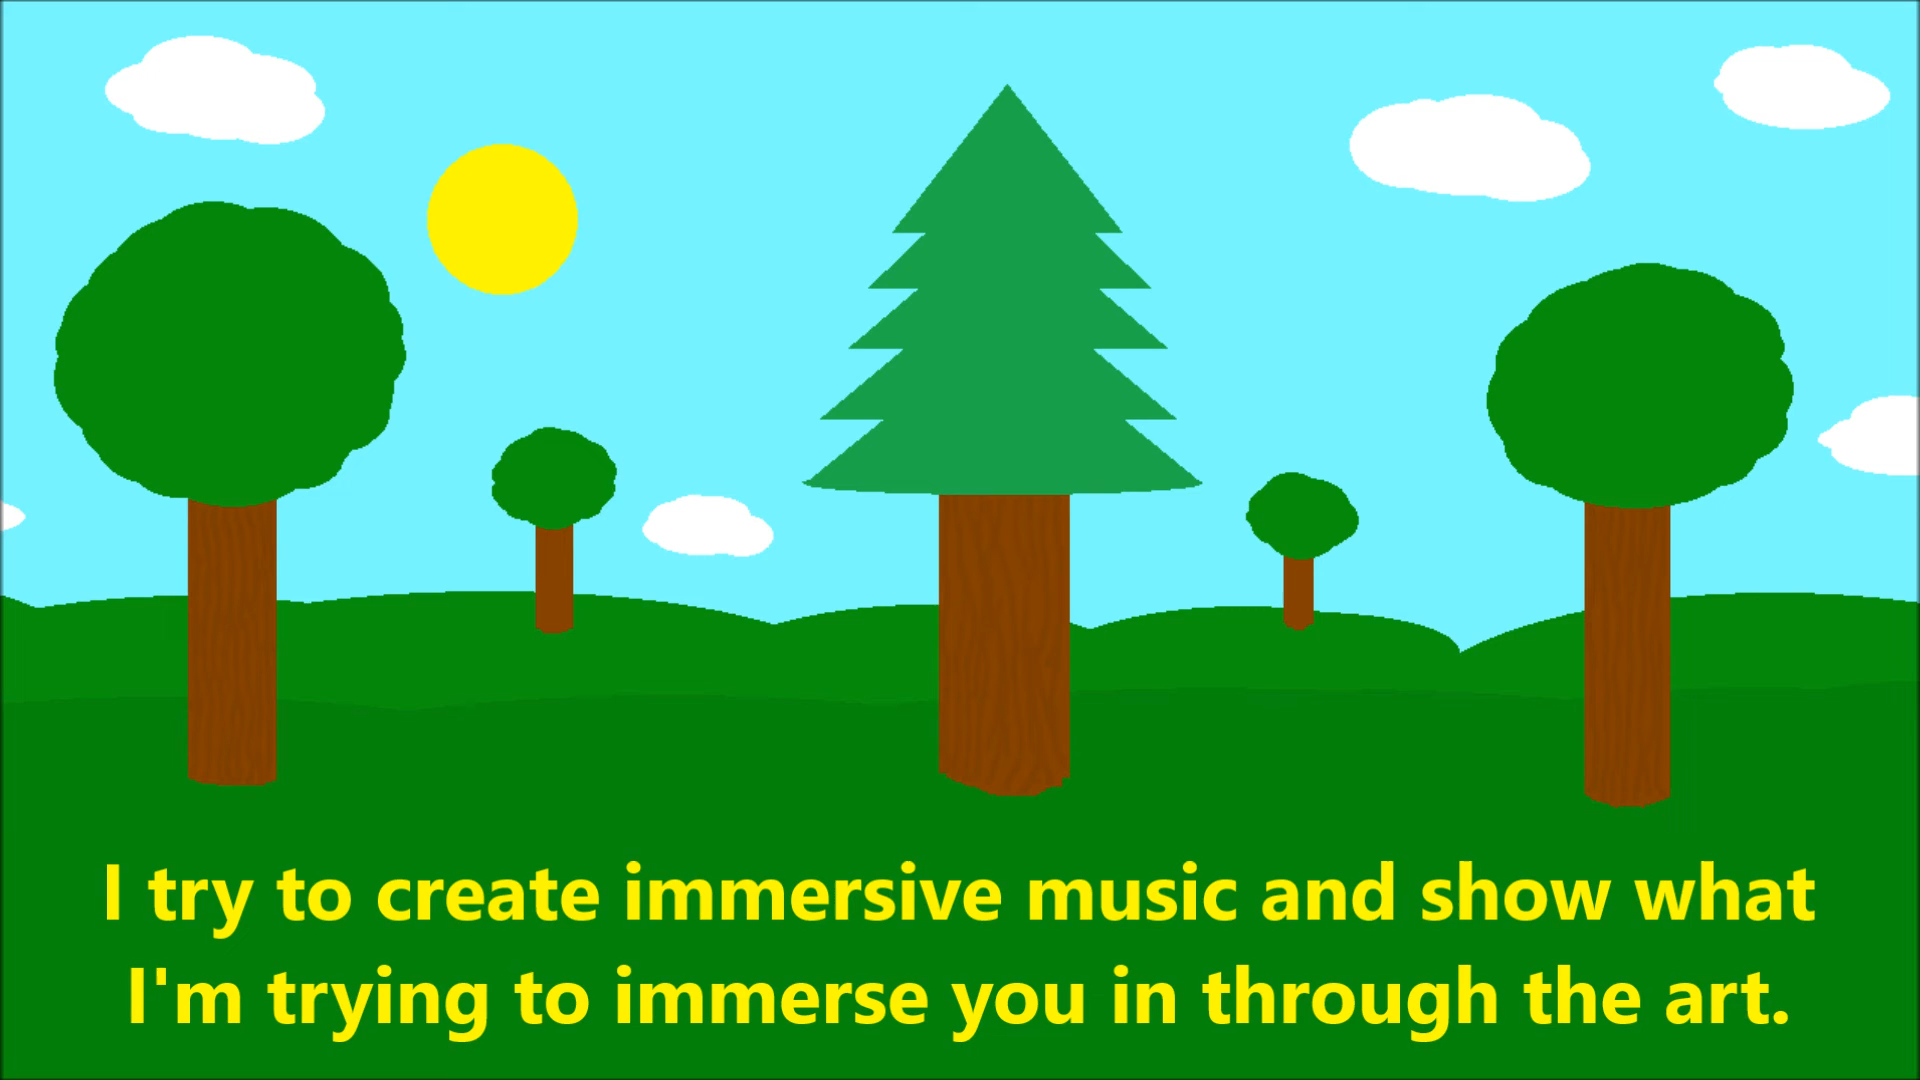 I try to create immersive music and show what
I'm trying to immerse you in through the art.